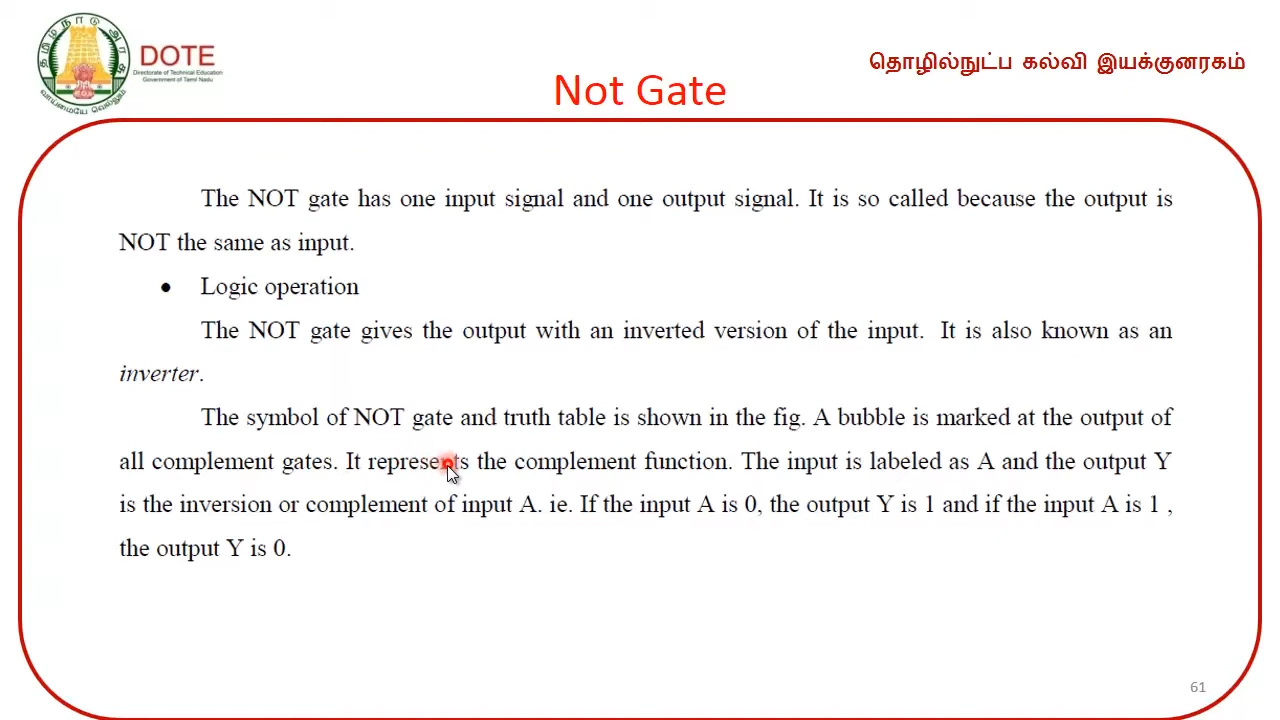 தமிழ்நாடு அரசு
வாய்மையே வெல்லும்
DOTE
Directorate of Technical Education
Government of Tamil Nadu
தொழில்நுட்ப கல்வி இயக்குனரகம்
Not Gate
The NOT gate has one input signal and one output signal. It is so called because the output is
NOT the same as input.
• Logic operation
The NOT gate gives the output with an inverted version of the input. It is also known as an
inverter.
The symbol of NOT gate and truth table is shown in the fig. A bubble is marked at the output of
all complement gates. It represents the complement function. The input is labeled as A and the output Y
is the inversion or complement of input A. ie. If the input A is 0, the output Y is 1 and if the input A is 1 ,
the output Y is 0.
61